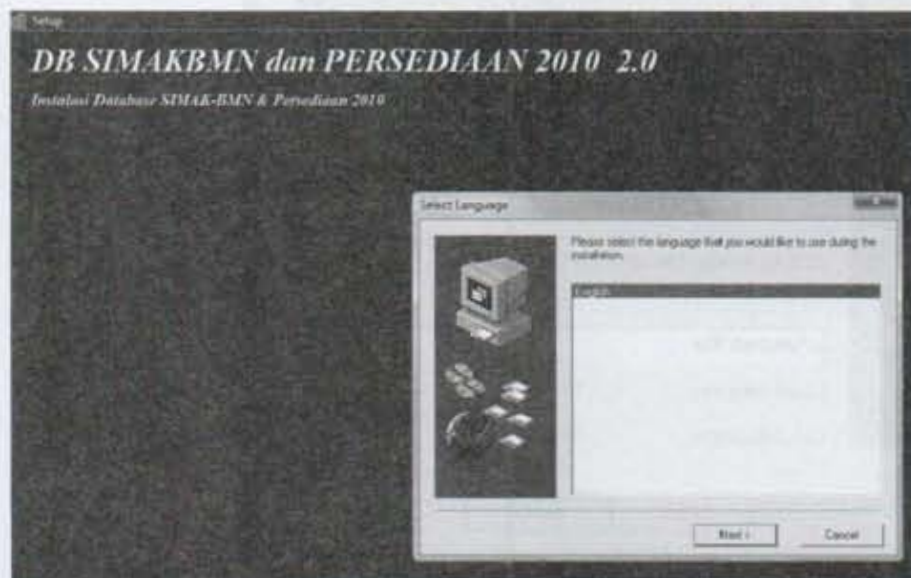 Setup
DB SIMAKBMN dan PERSEDIAAN 2010 2.0
Instalasi Database SIMAK-BMN & Persediaan 2010
Select Language
Please select the language that you would like to use during the
installation.
English
Next >
Cancel